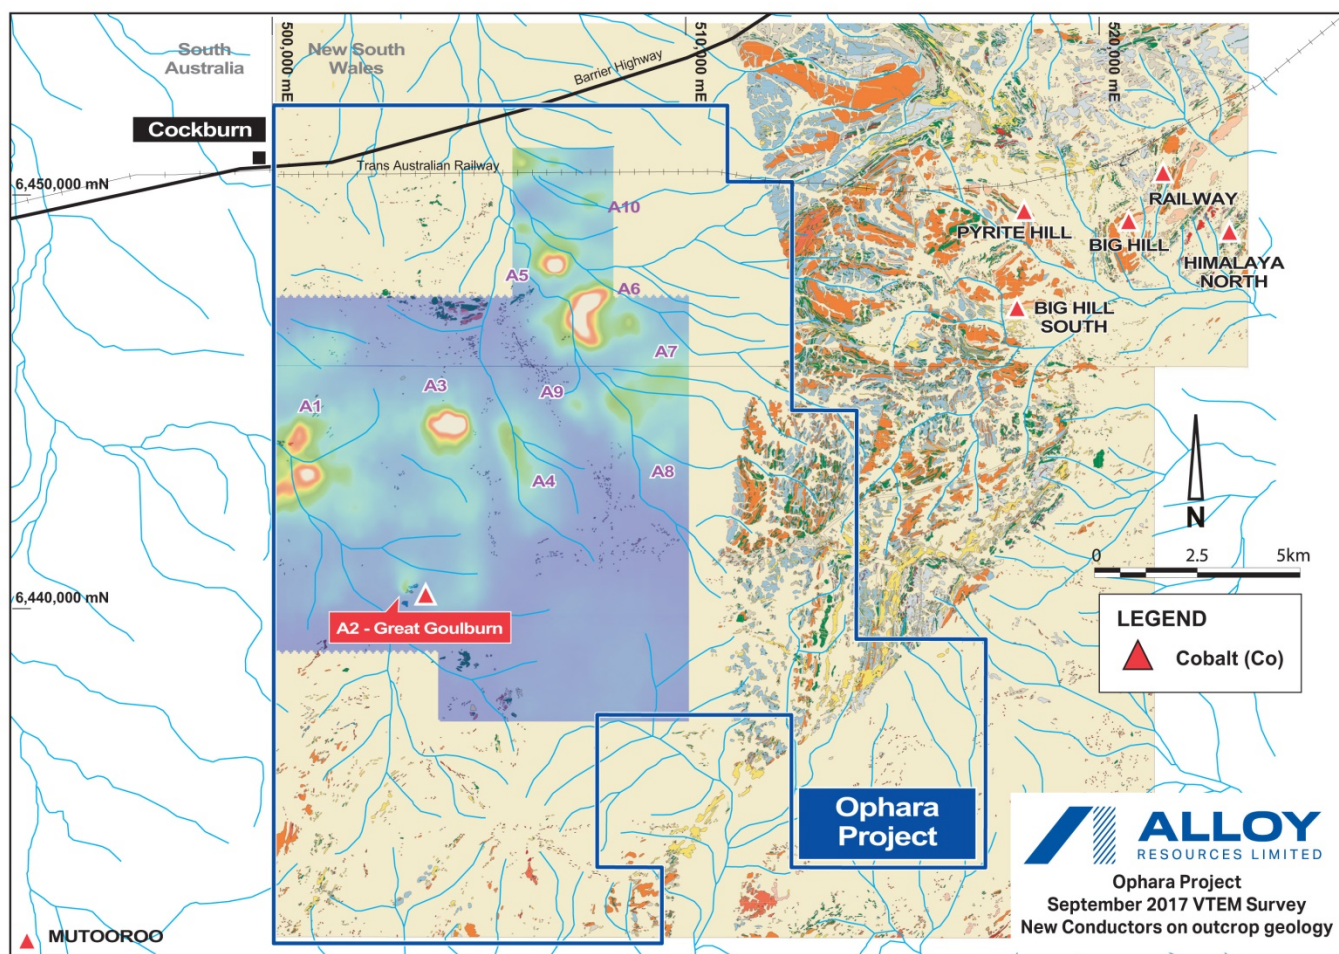 South
Australia
New South
Wales
500,000 mE
510,000 mE
520,000 mE
Barrier Highway
Cockburn
Trans Australian Railway
6,450,000 mN
A10
RAILWAY
PYRITE HILL
BIG HILL
HIMALAYA
NORTH
A5
A6
BIG HILL
SOUTH
A7
A3
A9
A1
A8
A4
N
0 2.5 5km
6,440,000 mN
A2 - Great Goulburn
LEGEND
Cobalt (Co)
Ophara
Project
ALLOY
RESOURCES LIMITED
Ophara Project
September 2017 VTEM Survey
New Conductors on outcrop geology
MUTOOROO